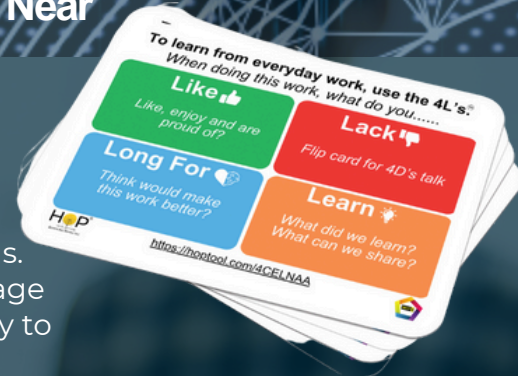 Near
To learn from everyday work, use the 4L's.®
When doing this work, what do you......
Like
Like, enjoy and are
proud of?
Lack
Flip card for 4D's talk
Long For
Think would make
this work better?
Learn
What did we learn?
What can we share?
HOP
https://hoptool.com/4CELNAA
s.
age
y to